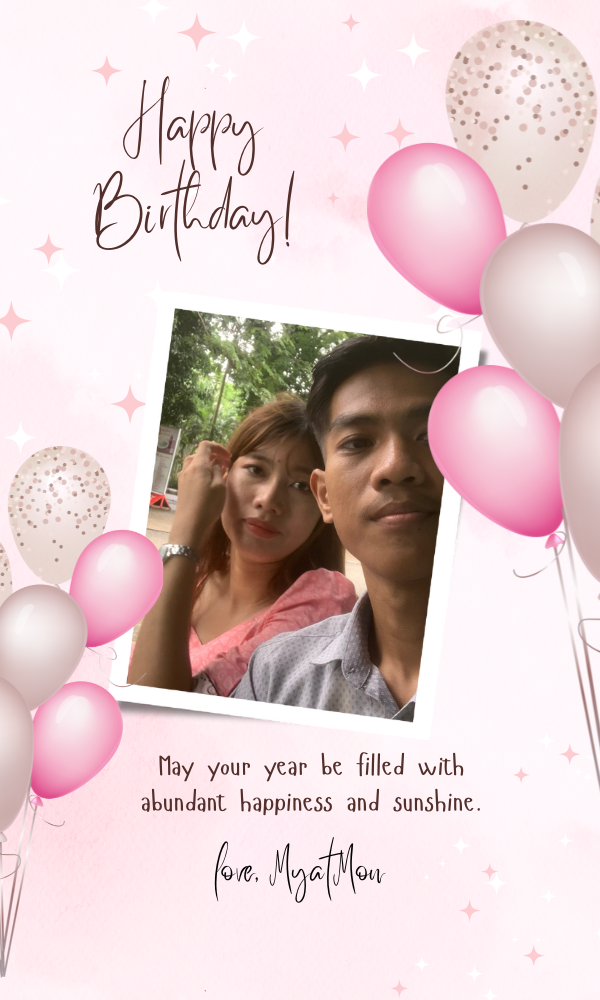 Happy
Birthday!
May your year be filled with
abundant happiness and sunshine.
love, MyatMon